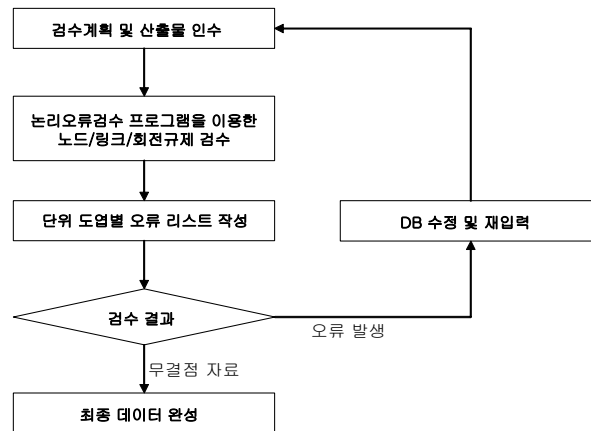 검수계획 및 산출물 인수
논리오류검수 프로그램을 이용한
노드/링크/회전규제 검수
단위 도엽별 오류 리스트 작성
DB 수정 및 재입력
검수 결과
오류 발생
무결점 자료
최종 데이터 완성